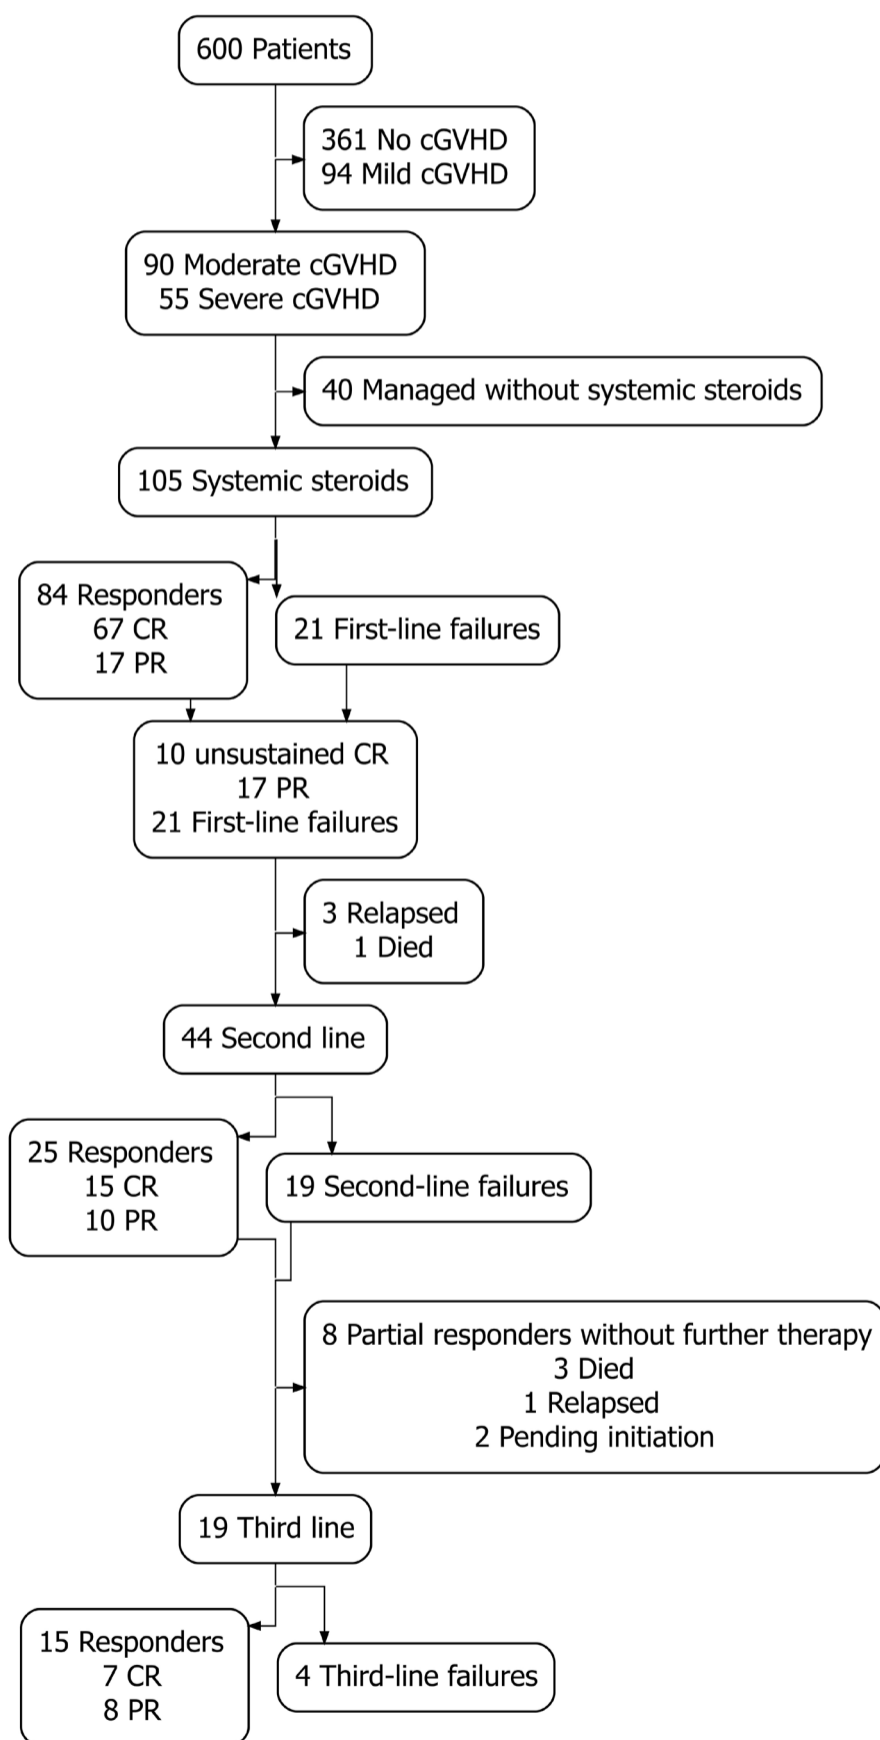 600 Patients
361 No cGVHD
94 Mild cGVHD
90 Moderate cGVHD
55 Severe cGVHD
40 Managed without systemic steroids
105 Systemic steroids
84 Responders
67 CR
17 PR
21 First-line failures
10 unsustained CR
17 PR
21 First-line failures
3 Relapsed
1 Died
44 Second line
25 Responders
15 CR
10 PR
19 Second-line failures
8 Partial responders without further therapy
3 Died
1 Relapsed
2 Pending initiation
19 Third line
15 Responders
7 CR
8 PR
4 Third-line failures